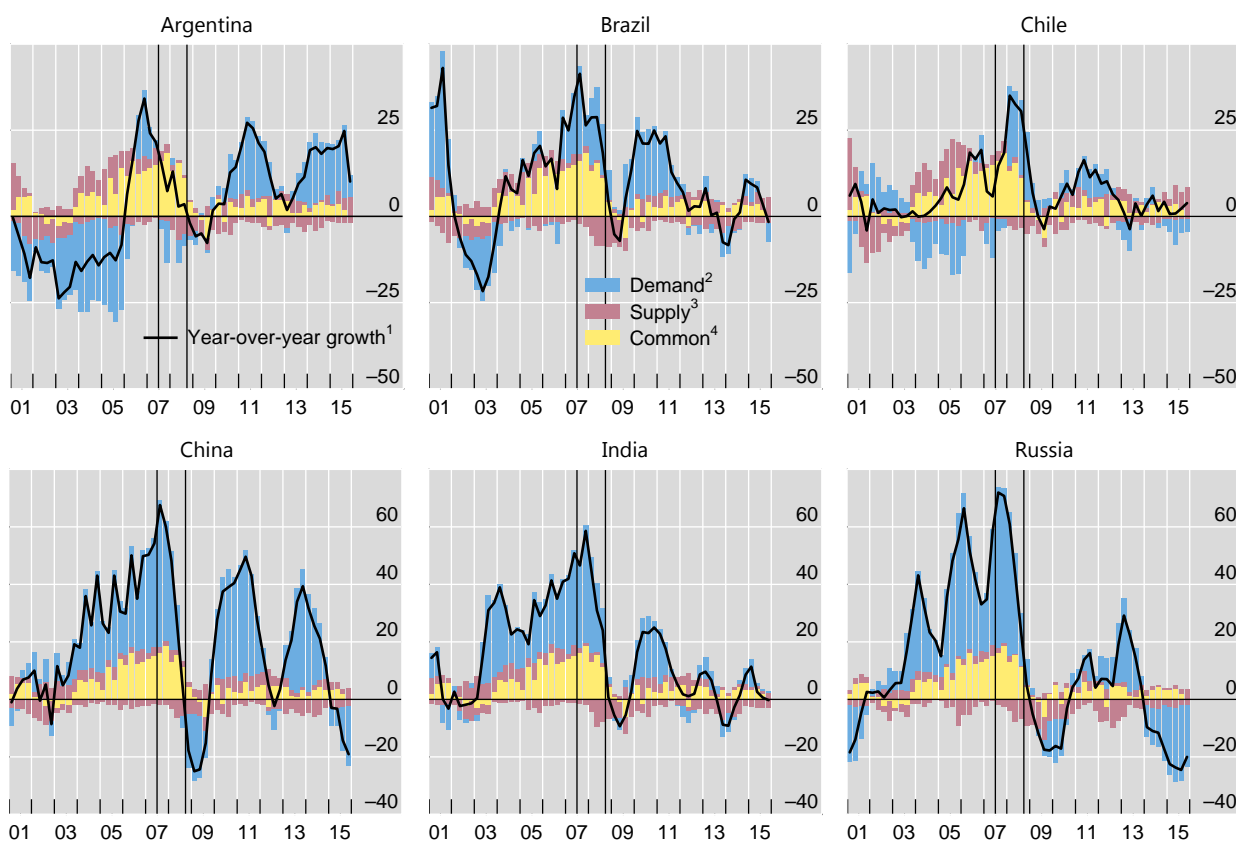 Argentina Brazil Chile
25 25 25
0 0 0
–25 –25 –25
–50 –50 –50
Year-over-year growth¹
Demand²
Supply³
Common⁴
01 03 05 07 09 11 13 15 01 03 05 07 09 11 13 15 01 03 05 07 09 11 13 15
China India Russia
60 60 60
40 40 40
20 20 20
0 0 0
–20 –20 –20
–40 –40 –40
01 03 05 07 09 11 13 15 01 03 05 07 09 11 13 15 01 03 05 07 09 11 13 15